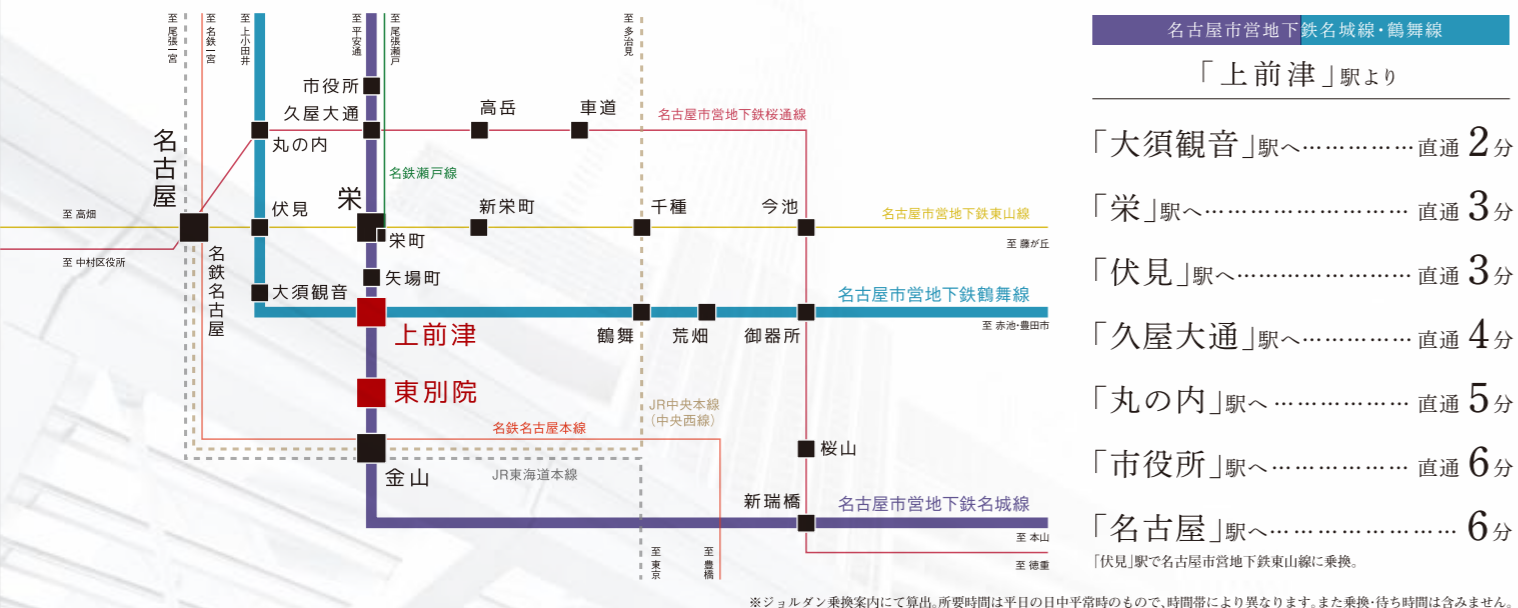 至 尾張一宮
至 名鉄一宮
至 上小田井
至 平安通
至 尾張瀬戸
至 多治見
市役所
久屋大通
高岳
車道
名古屋市営地下鉄桜通線
丸の内
名古屋
名鉄瀬戸線
栄
伏見
新栄町
千種
今池
名古屋市営地下鉄東山線
至 高畑
栄町
至 藤が丘
至 中村区役所
名鉄名古屋
矢場町
大須観音
名古屋市営地下鉄鶴舞線
至 赤池・豊田市
上前津
鶴舞
荒畑
御器所
東別院
JR中央本線
（中央西線）
名鉄名古屋本線
金山
JR東海道本線
桜山
新瑞橋
名古屋市営地下鉄名城線
至 本山
至 東京
至 豊橋
至 徳重
名古屋市営地下鉄名城線・鶴舞線
「上前津」駅より
「大須観音」駅へ……………直通 2分
「栄」駅へ……………………… 直通 3分
「伏見」駅へ…………………… 直通 3分
「久屋大通」駅へ…………… 直通 4分
「丸の内」駅へ ……………… 直通 5分
「市役所」駅へ……………… 直通 6分
「名古屋」駅へ…………………… 6分
「伏見」駅で名古屋市営地下鉄東山線に乗換。
※ジョルダン乗換案内にて算出。所要時間は平日の日中平常時のもので、時間帯により異なります。また乗換・待ち時間は含みません。